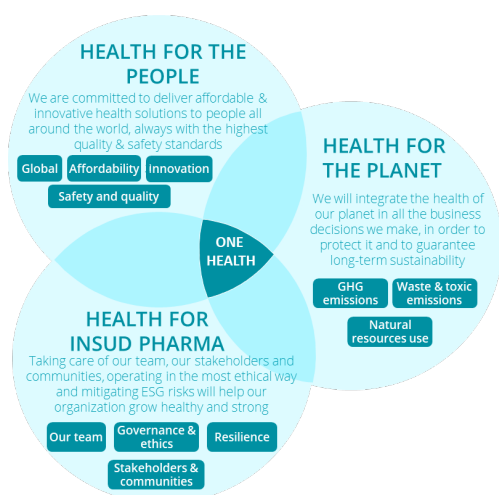 HEALTH FOR THE
PEOPLE
We are committed to deliver affordable &
innovative health solutions to people all
around the world, always with the highest
quality & safety standards
Global
Affordability
innovation
Safety and quality
HEALTH FOR
THE PLANET
We will integrate the health of
our planet in all the business
decisions we make, in order to
protect it and to guarantee
long-term sustainability
GHG
emissions
Waste & toxic
emissions
Natural
resources use
ONE
HEALTH
HEALTH FOR
INSUD PHARMA
Taking care of our team, our stakeholders and
communities, operating in the most ethical way
and mitigating ESG risks will help our
organization grow healthy and strong
Our team
Governance &
ethics
Resilience
Stakeholders &
communities